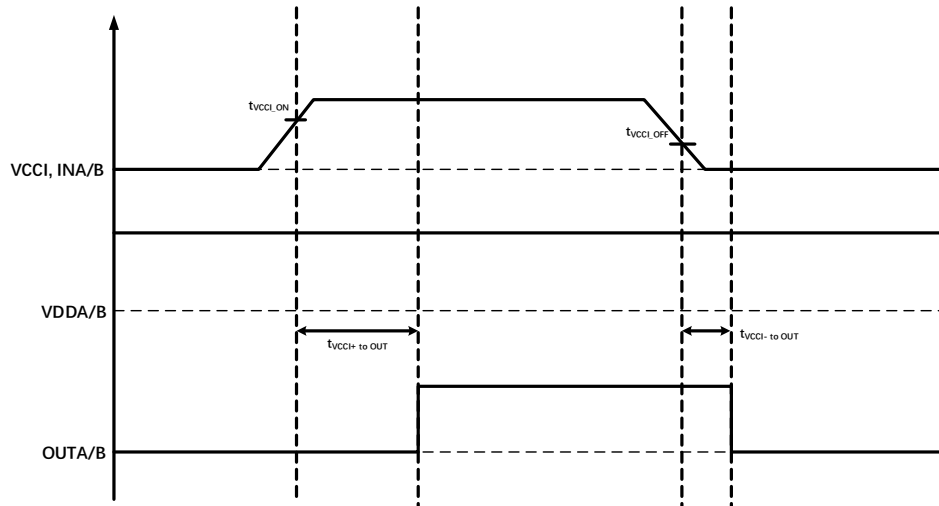 tVCCI_ON
tVCCI_OFF
VCCI, INA/B
VDDA/B
tVCCI+ to OUT
tVCCI- to OUT
OUTA/B